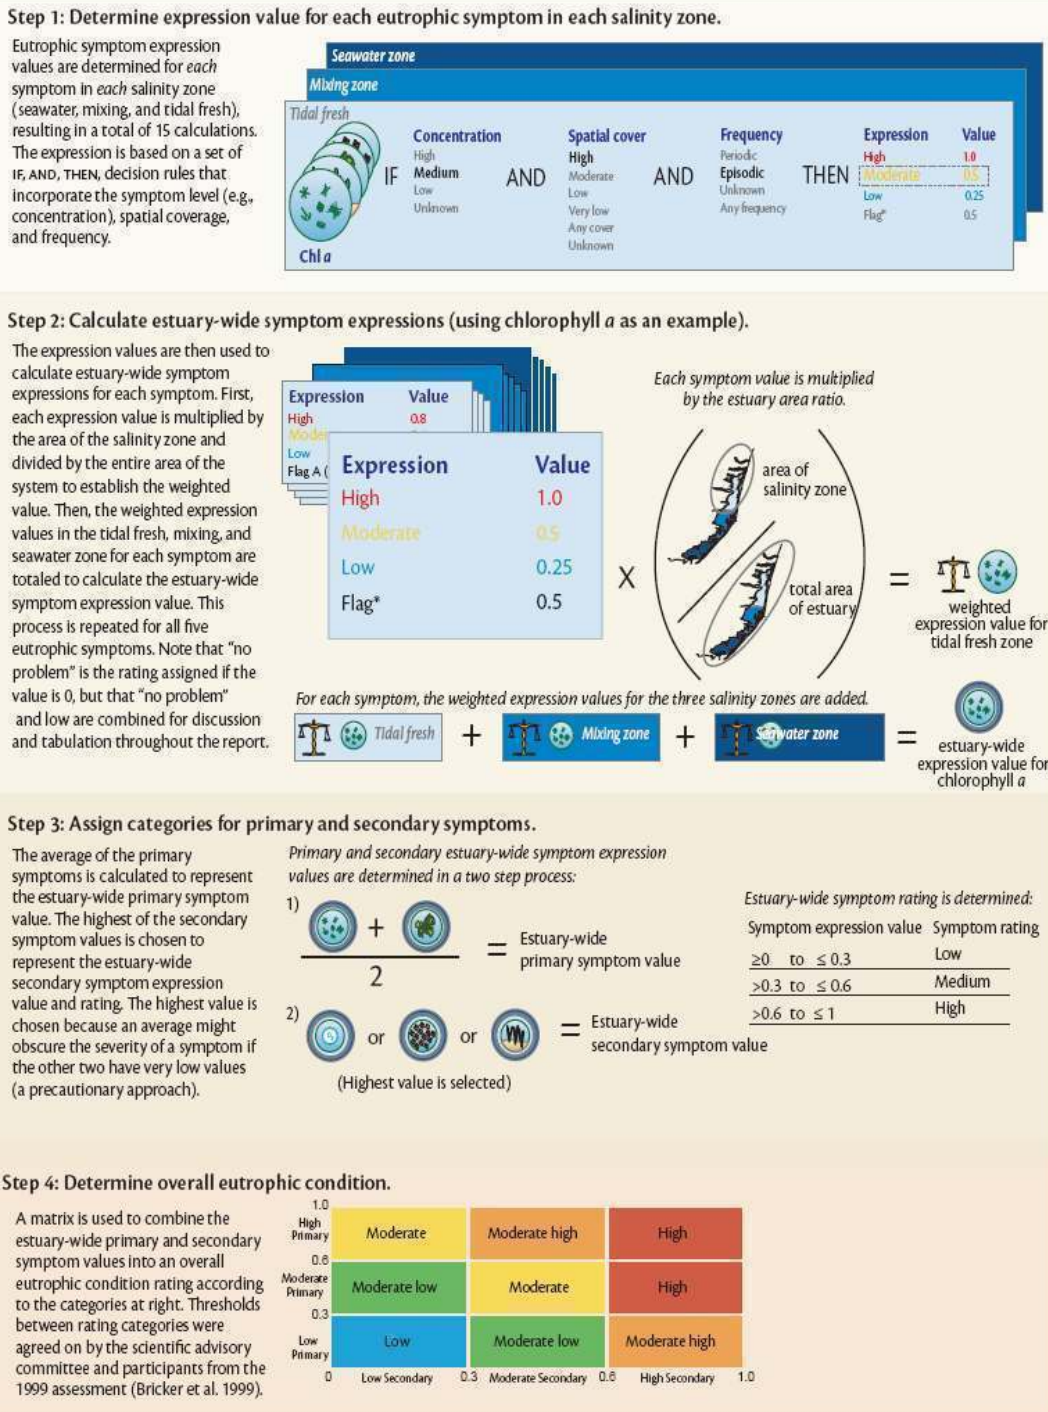 Step 1: Determine expression value for each eutrophic symptom in each salinity zone.
Eutrophic symptom expression
values are determined for each
symptom in each salinity zone
(seawater, mixing, and tidal fresh),
resulting in a total of 15 calculations.
The expression is based on a set of
IF, AND, THEN, decision rules that
incorporate the symptom level (e.g.,
concentration), spatial coverage,
and frequency.
Seawater zone
Mixing zone
Tidal fresh
Chl a
IF
Concentration
High
Medium
Low
Unknown
AND
Spatial cover
High
Moderate
Low
Very low
Any cover
Unknown
AND
Frequency
Periodic
Episodic
Unknown
Any frequency
THEN
Expression Value
High 1.0
Moderate 0.5
Low 0.25
Flag* 0.5
Step 2: Calculate estuary-wide symptom expressions (using chlorophyll a as an example).
The expression values are then used to
calculate estuary-wide symptom
expressions for each symptom. First,
each expression value is multiplied by
the area of the salinity zone and
divided by the entire area of the
system to establish the weighted
value. Then, the weighted expression
values in the tidal fresh, mixing, and
seawater zone for each symptom are
totaled to calculate the estuary-wide
symptom expression value. This
process is repeated for all five
eutrophic symptoms. Note that "no
problem" is the rating assigned if the
value is 0, but that "no problem"
and low are combined for discussion
and tabulation throughout the report.
Expression Value
High 0.8
Moder
Low
Flag A (
Expression Value
High 1.0
Moderate 0.5
Low 0.25
Flag* 0.5
X
Each symptom value is multiplied
by the estuary area ratio.
area of
salinity zone
total area
of estuary
=
weighted
expression value for
tidal fresh zone
For each symptom, the weighted expression values for the three salinity zones are added.
Tidal fresh + Mixing zone + Seawater zone =
estuary-wide
expression value for
chlorophyll a
Step 3: Assign categories for primary and secondary symptoms.
The average of the primary
symptoms is calculated to represent
the estuary-wide primary symptom
value. The highest of the secondary
symptom values is chosen to
represent the estuary-wide
secondary symptom expression
value and rating. The highest value is
chosen because an average might
obscure the severity of a symptom if
the other two have very low values
(a precautionary approach).
Primary and secondary estuary-wide symptom expression
values are determined in a two step process:
1)
+
2
=
Estuary-wide
primary symptom value
2)
or or =
Estuary-wide
secondary symptom value
(Highest value is selected)
Estuary-wide symptom rating is determined:
Symptom expression value Symptom rating
≥0 to ≤ 0.3 Low
>0.3 to ≤ 0.6 Medium
>0.6 to ≤ 1 High
Step 4: Determine overall eutrophic condition.
A matrix is used to combine the
estuary-wide primary and secondary
symptom values into an overall
eutrophic condition rating according
to the categories at right. Thresholds
between rating categories were
agreed on by the scientific advisory
committee and participants from the
1999 assessment (Bricker et al. 1999).
1.0
High
Primary
Moderate Moderate high High
0.6
Moderate
Primary
Moderate low Moderate High
0.3
Low
Primary
Low Moderate low Moderate high
0 Low Secondary 0.3 Moderate Secondary 0.6 High Secondary 1.0